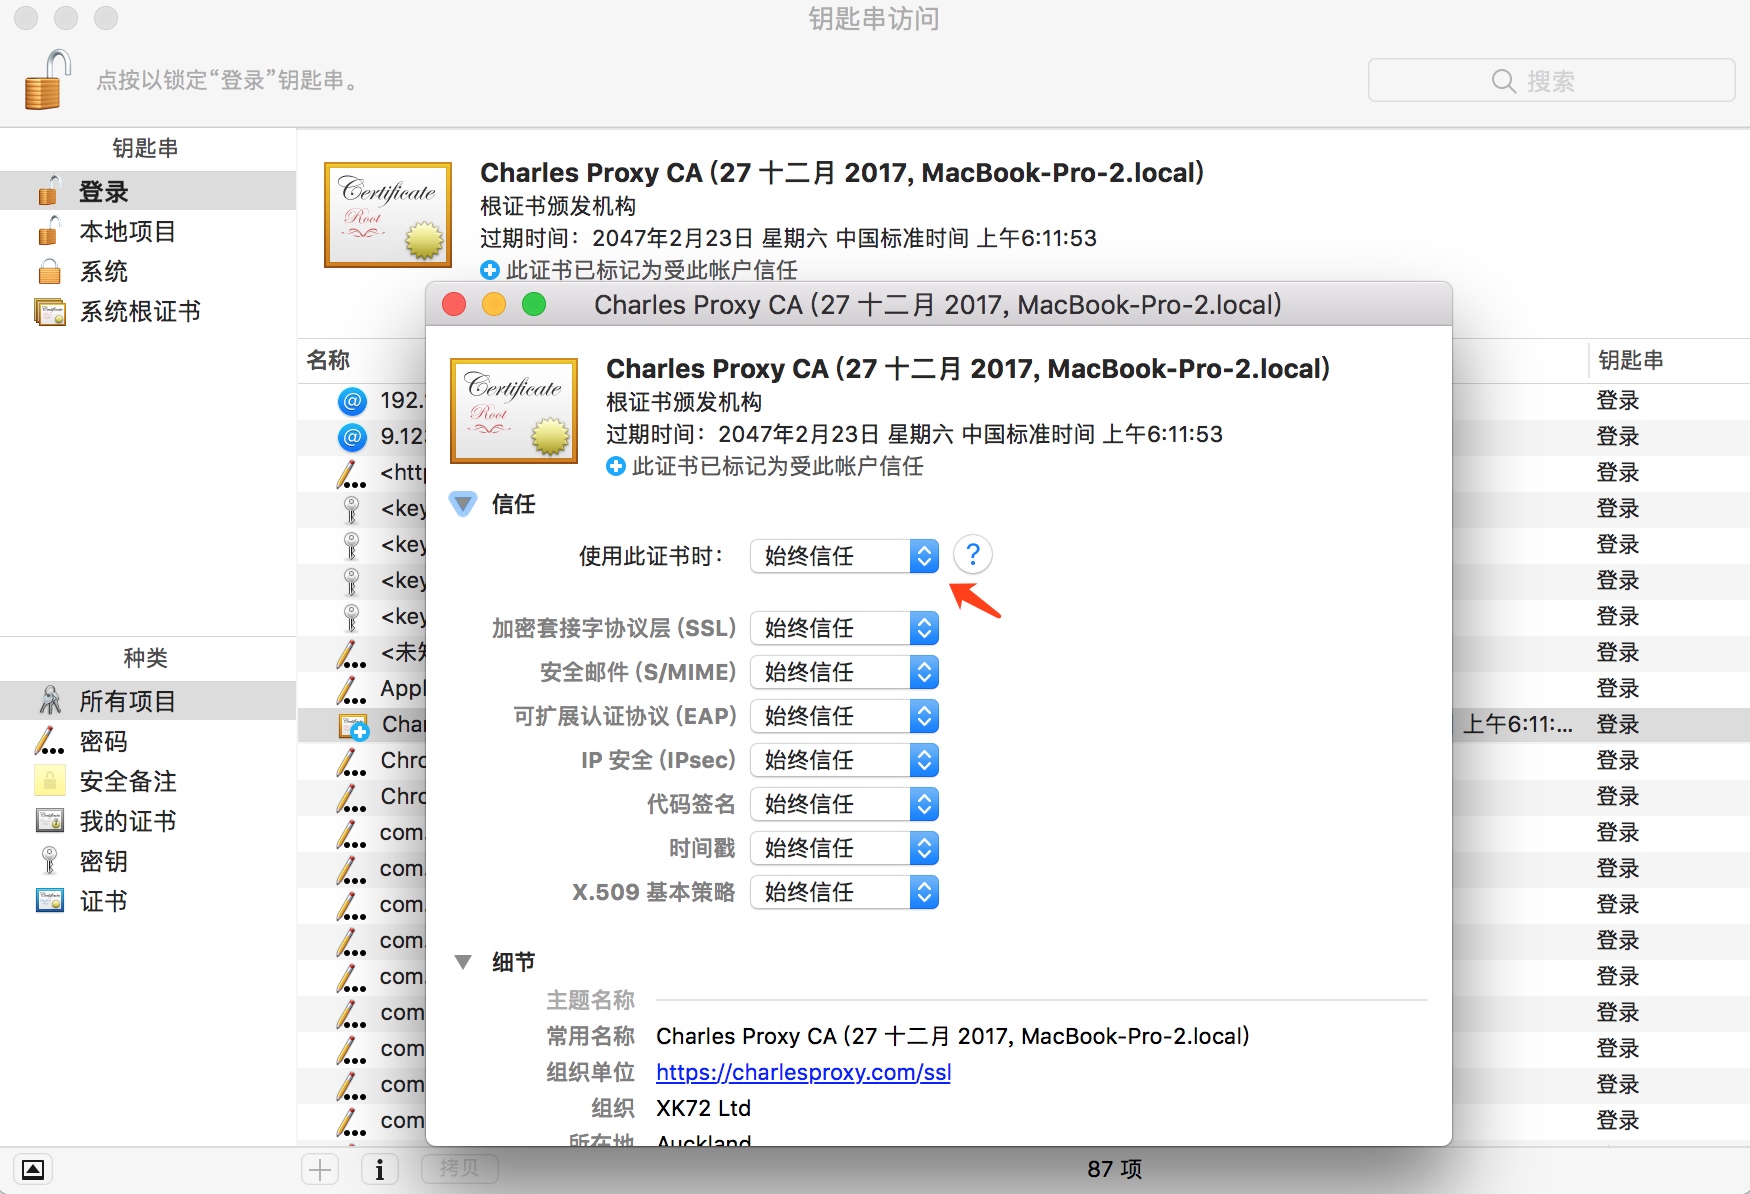 钥匙串访问
点按以锁定“登录”钥匙串。
搜索
钥匙串
登录
本地项目
系统
系统根证书
Certificate
Root
Charles Proxy CA (27 十二月 2017, MacBook-Pro-2.local)
根证书颁发机构
过期时间：2047年2月23日 星期六 中国标准时间 上午6:11:53
此证书已标记为受此帐户信任
名称
钥匙串
192.
登录
9.12
登录
<htt
登录
<key
登录
<key
登录
<key
登录
<key
登录
<未知
登录
Appl
登录
Char
上午6:11:...
登录
Chro
登录
Chro
登录
com.
登录
com.
登录
com.
登录
com.
登录
com.
登录
com
登录
com
登录
com
登录
com
登录
Charles Proxy CA (27 十二月 2017, MacBook-Pro-2.local)
Certificate
Root
Charles Proxy CA (27 十二月 2017, MacBook-Pro-2.local)
根证书颁发机构
过期时间：2047年2月23日 星期六 中国标准时间 上午6:11:53
此证书已标记为受此帐户信任
信任
使用此证书时： 始终信任 ?
加密套接字协议层 (SSL) 始终信任
安全邮件 (S/MIME) 始终信任
可扩展认证协议 (EAP) 始终信任
IP 安全 (IPsec) 始终信任
代码签名 始终信任
时间戳 始终信任
X.509 基本策略 始终信任
细节
主题名称
常用名称 Charles Proxy CA (27 十二月 2017, MacBook-Pro-2.local)
组织单位 https://charlesproxy.com/ssl
组织 XK72 Ltd
所在地 Auckland
种类
所有项目
密码
安全备注
我的证书
密钥
证书
拷贝
87 项